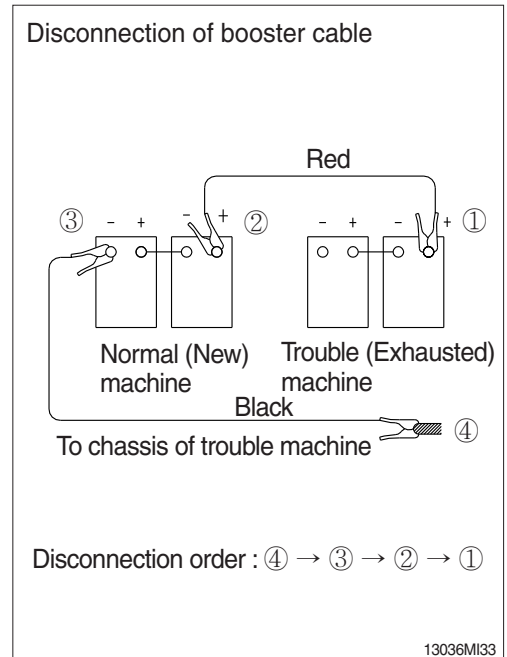 Disconnection of booster cable
Red
③ - + - + ② - + - + ①
Normal (New)
machine
Trouble (Exhausted)
machine
Black
To chassis of trouble machine
④
Disconnection order : ④ → ③ → ② → ①
13036MI33